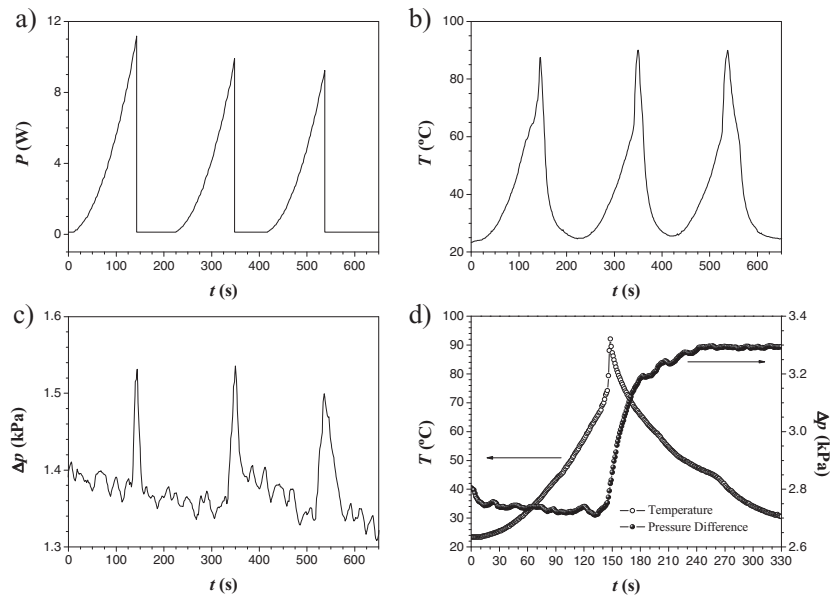 a)
12
8
4
0
P (W)
0 100 200 300 400 500 600
t (s)
b)
100
80
60
40
20
T (ºC)
0 100 200 300 400 500 600
t (s)
c)
1.6
1.5
1.4
1.3
Δp (kPa)
0 100 200 300 400 500 600
t (s)
d)
100
90
80
70
60
50
40
30
20
T (ºC)
3.4
3.2
3.0
2.8
2.6
Δp (kPa)
Temperature
Pressure Difference
0 30 60 90 120 150 180 210 240 270 300 330
t (s)